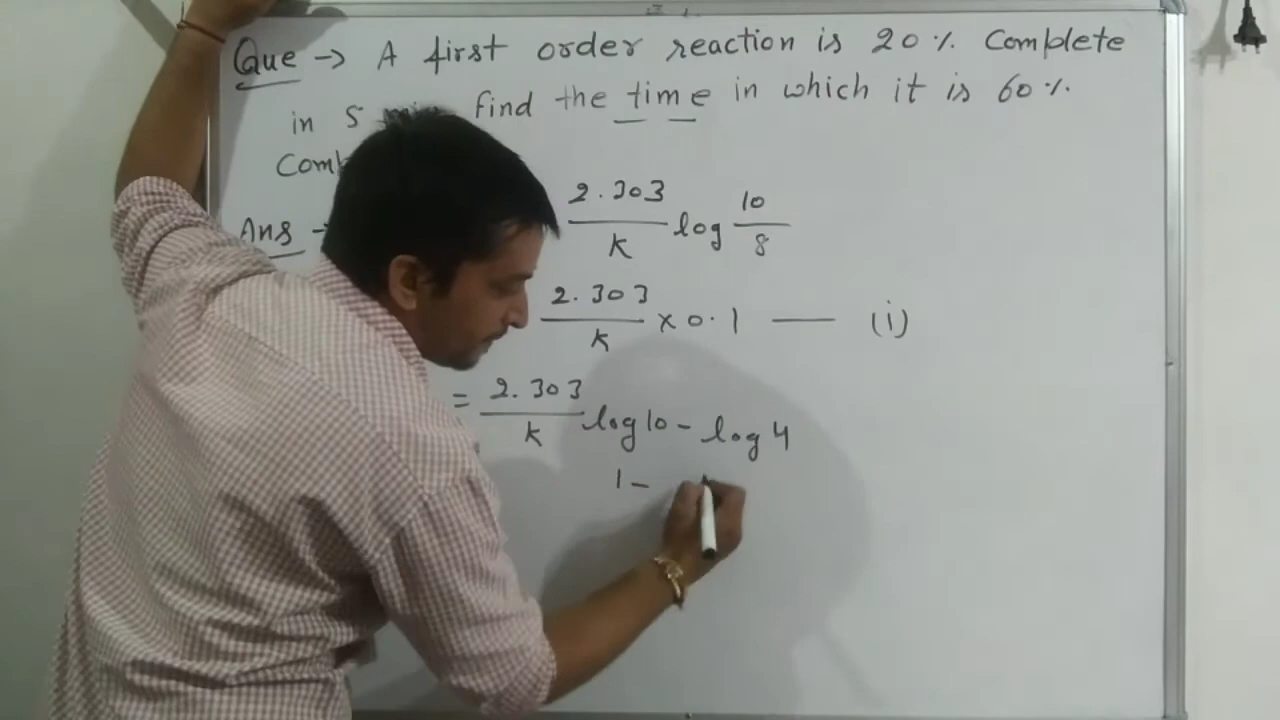 Que → A first order reaction is 20 % Complete
in 5 find the time in which it is 60 %.
Ans → 2.303 / K log 10 / 8
2.303 / K × 0.1 —— (i)
= 2.303 / K log 10 - log 4
1 -